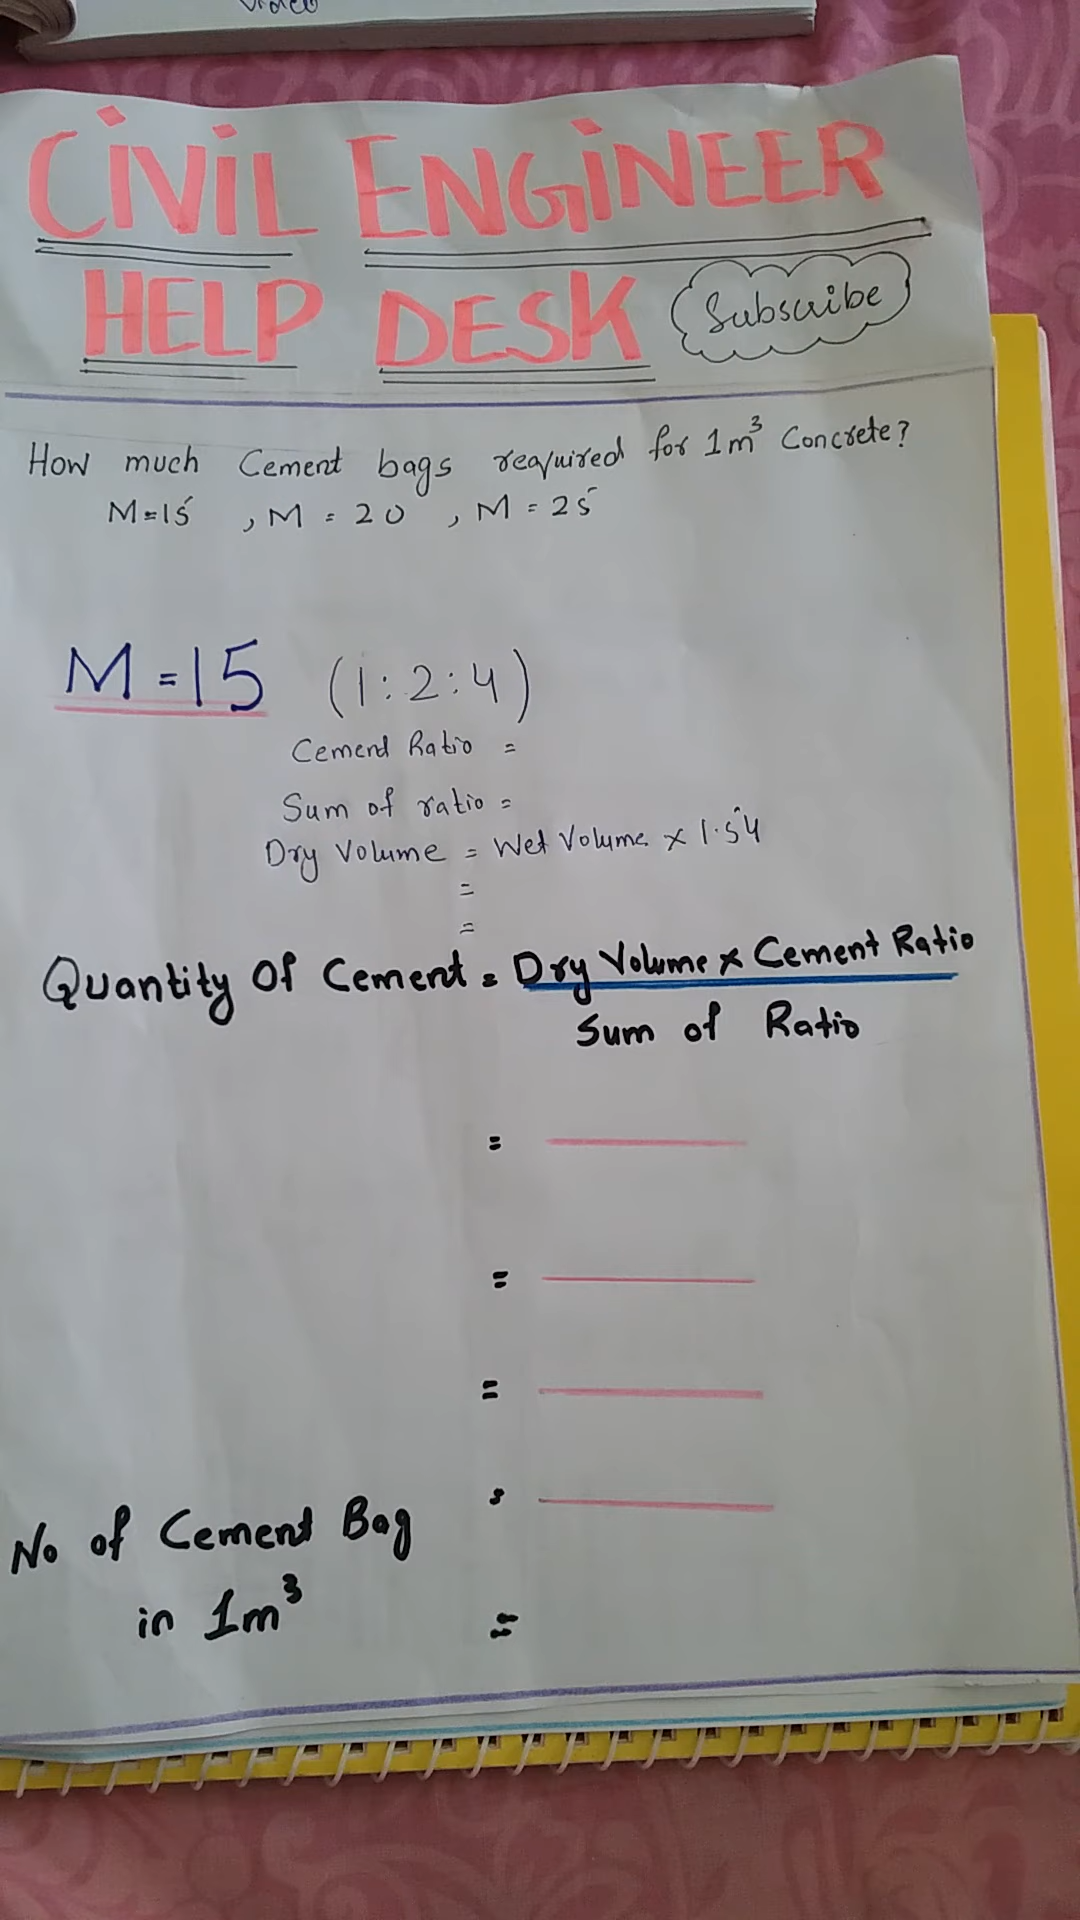 Video
CIVIL ENGINEER
HELP DESK Subscribe
How much Cement bags reaquired for 1m³ Concrete?
M=15 , M = 20 , M = 25
M=15 (1:2:4)
Cement Ratio =
Sum of ratio =
Dry Volume = Wet Volume x 1.54
=
=
Quantity Of Cement = Dry Volume x Cement Ratio
Sum of Ratio
=
=
=
=
No of Cement Bag
in 1m³ =